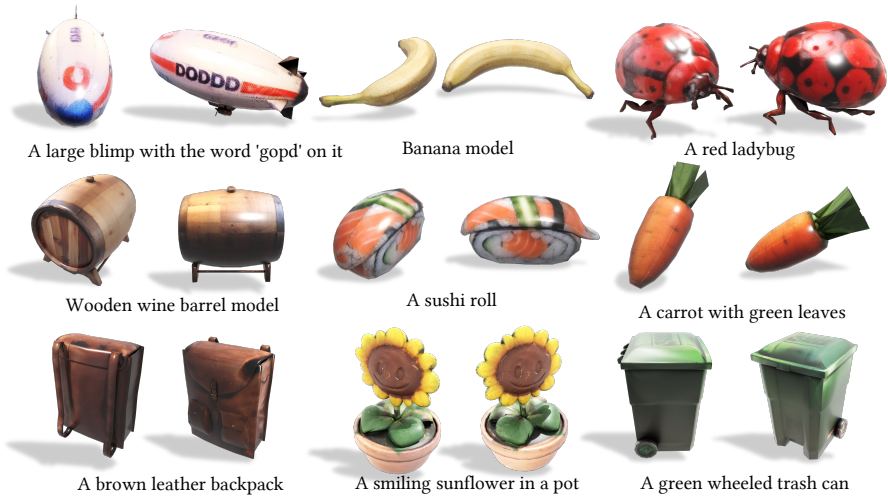 DODDD
A large blimp with the word 'gopd' on it
Banana model
A red ladybug
Wooden wine barrel model
A sushi roll
A carrot with green leaves
A brown leather backpack
A smiling sunflower in a pot
A green wheeled trash can